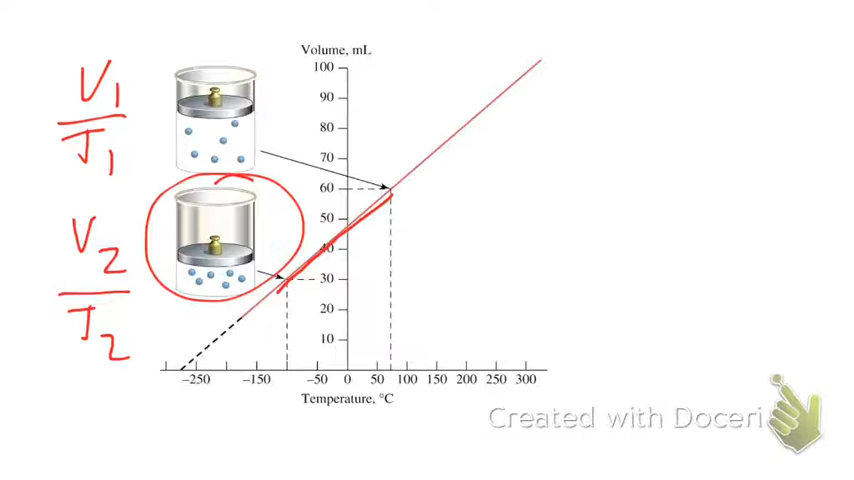 Volume, mL
100
90
80
70
60
50
40
30
20
10
–250 –150 –50 0 50 100 150 200 250 300
Temperature, °C
V1
T1
V2
T2
Created with Doceri